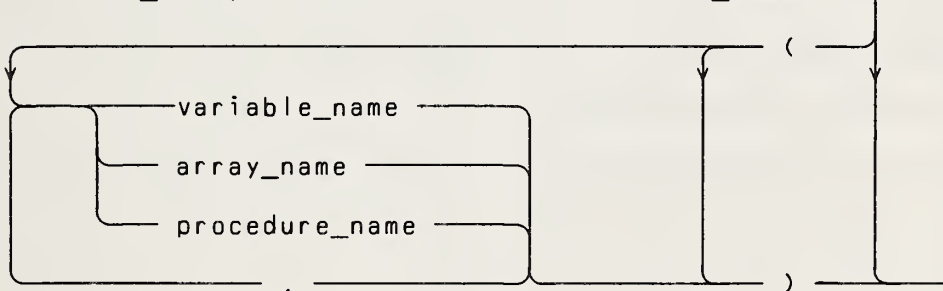 (
variable_name
array_name
procedure_name
, )